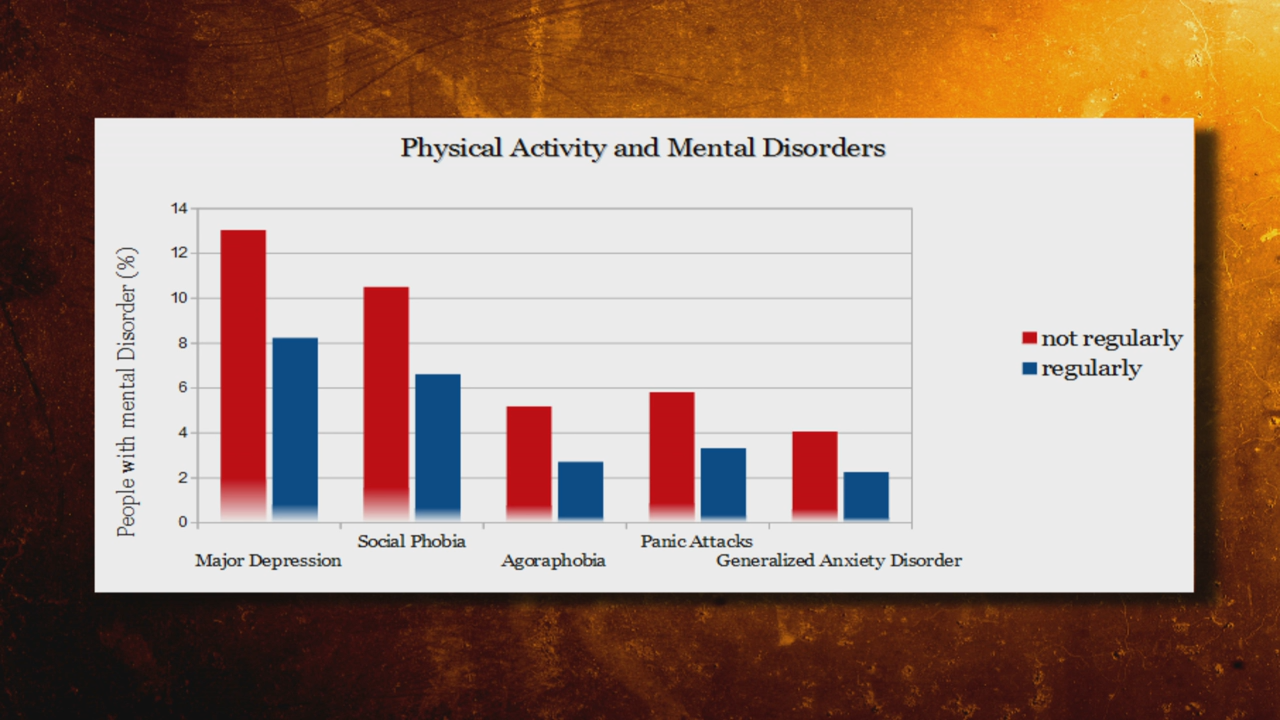 Physical Activity and Mental Disorders
People with mental Disorder (%)
14
12
10
8
6
4
2
0
Major Depression
Social Phobia
Agoraphobia
Panic Attacks
Generalized Anxiety Disorder
not regularly
regularly